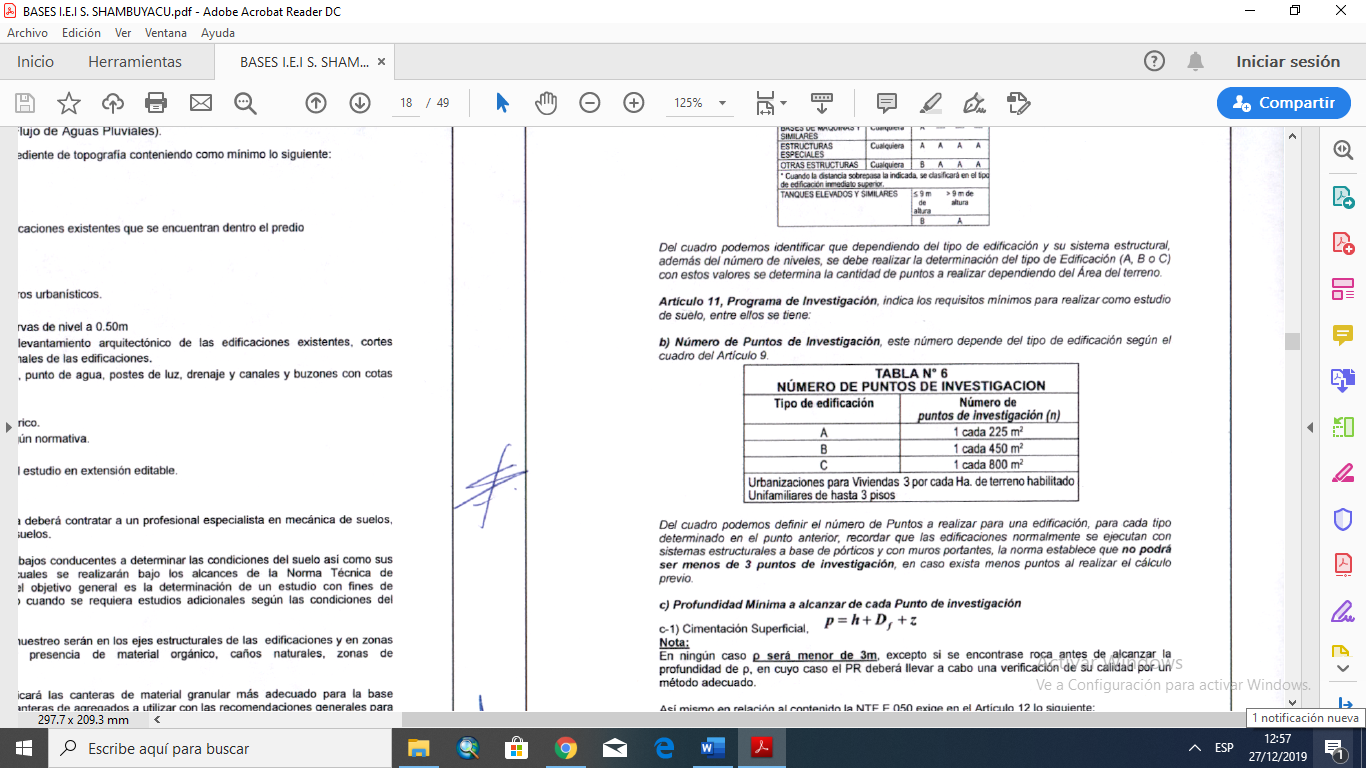 BASES I.E.I S. SHAMBUYACU.pdf - Adobe Acrobat Reader DC
Archivo Edición Ver Ventana Ayuda
Inicio Herramientas BASES I.E.I S. SHAM... × Iniciar sesión
18 / 49 125% Compartir
lujo de Aguas Pluviales).
ediente de topografía conteniendo como mínimo lo siguiente:
caciones existentes que se encuentran dentro el predio
ros urbanísticos.
rvas de nivel a 0.50m
levantamiento arquitectónico de las edificaciones existentes, cortes
nales de las edificaciones.
, punto de agua, postes de luz, drenaje y canales y buzones con cotas
rico.
ún normativa.
l estudio en extensión editable.
a deberá contratar a un profesional especialista en mecánica de suelos,
suelos.
bajos conducentes a determinar las condiciones del suelo así como sus
cuales se realizarán bajo los alcances de la Norma Técnica de
el objetivo general es la determinación de un estudio con fines de
o cuando se requiera estudios adicionales según las condiciones del
nuestreo serán en los ejes estructurales de las edificaciones y en zonas
presencia de material orgánico, caños naturales, zonas de
icará las canteras de material granular más adecuado para la base
anteras de agregados a utilizar con las recomendaciones generales para
BASES DE MAQUINAS Y Cualquiera A — — —
SIMILARES
ESTRUCTURAS Cualquiera A A A A
ESPECIALES
OTRAS ESTRUCTURAS Cualquiera B A A A
* Cuando la distancia sobrepasa la indicada, se clasificará en el tipo
de edificación inmediato superior.
TANQUES ELEVADOS Y SIMILARES ≤ 9 m > 9 m de
de altura
altura
B A
Del cuadro podemos identificar que dependiendo del tipo de edificación y su sistema estructural,
además del número de niveles, se debe realizar la determinación del tipo de Edificación (A, B o C)
con estos valores se determina la cantidad de puntos a realizar dependiendo del Área del terreno.
Artículo 11, Programa de Investigación, indica los requisitos mínimos para realizar como estudio
de suelo, entre ellos se tiene:
b) Número de Puntos de Investigación, este número depende del tipo de edificación según el
cuadro del Artículo 9.
TABLA N° 6
NÚMERO DE PUNTOS DE INVESTIGACION
Tipo de edificación Número de
puntos de investigación (n)
A 1 cada 225 m²
B 1 cada 450 m²
C 1 cada 800 m²
Urbanizaciones para Viviendas 3 por cada Ha. de terreno habilitado
Unifamiliares de hasta 3 pisos
Del cuadro podemos definir el número de Puntos a realizar para una edificación, para cada tipo
determinado en el punto anterior, recordar que las edificaciones normalmente se ejecutan con
sistemas estructurales a base de pórticos y con muros portantes, la norma establece que no podrá
ser menos de 3 puntos de investigación, en caso exista menos puntos al realizar el cálculo
previo.
c) Profundidad Mínima a alcanzar de cada Punto de investigación
c-1) Cimentación Superficial, p = h + D_f + z
Nota:
En ningún caso ρ será menor de 3m, excepto si se encontrase roca antes de alcanzar la
profundidad de ρ, en cuyo caso el PR deberá llevar a cabo una verificación de su calidad por un
método adecuado.
Así mismo en relación al contenido la NTE E.050 exige en el Artículo 12 lo siguiente:
Activar Windows
Ve a Configuración para activar Windows.
297.7 x 209.3 mm
1 notificación nueva
Escribe aquí para buscar
ESP
12:57
27/12/2019
1